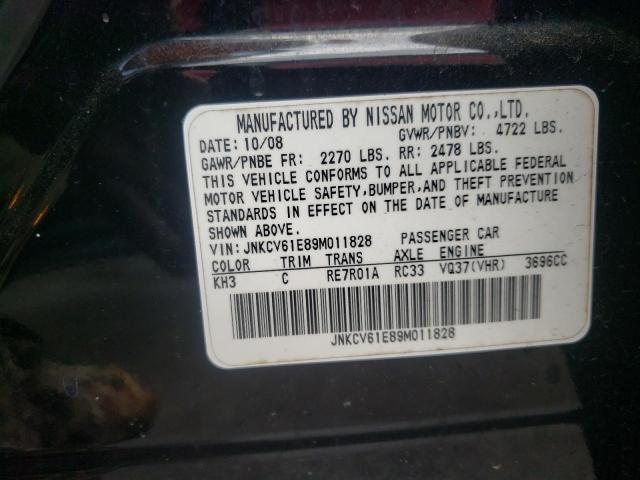 MANUFACTURED BY NISSAN MOTOR CO.,LTD.
DATE: 10/08 GVWR/PNBV: 4722 LBS.
GAWR/PNBE FR: 2270 LBS. RR: 2478 LBS.
THIS VEHICLE CONFORMS TO ALL APPLICABLE FEDERAL
MOTOR VEHICLE SAFETY,BUMPER,AND THEFT PREVENTION
STANDARDS IN EFFECT ON THE DATE OF MANUFACTURE
SHOWN ABOVE.
VIN: JNKCV61E89M011828 PASSENGER CAR
COLOR TRIM TRANS AXLE ENGINE
KH3 C RE7R01A RC33 VQ37(VHR) 3696CC
JNKCV61E89M011828